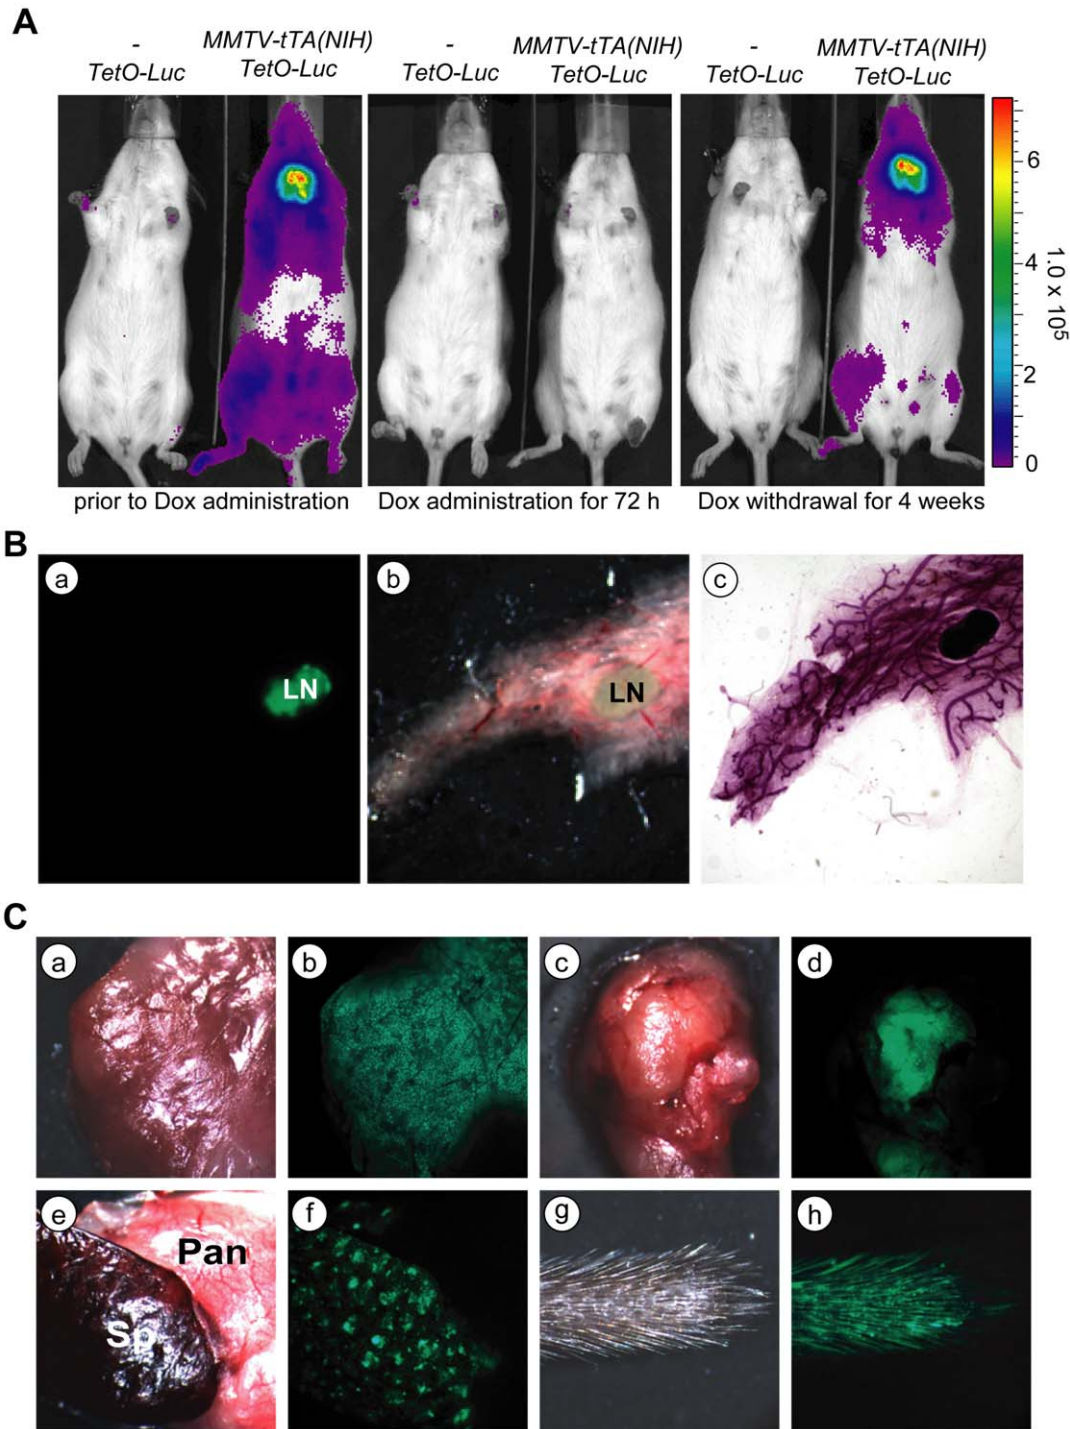 A
-
TetO-Luc
MMTV-tTA(NIH)
TetO-Luc
-
TetO-Luc
MMTV-tTA(NIH)
TetO-Luc
-
TetO-Luc
MMTV-tTA(NIH)
TetO-Luc
6
4
2
0
1.0 x 10⁵
prior to Dox administration
Dox administration for 72 h
Dox withdrawal for 4 weeks
B
a
LN
b
LN
c
C
a
b
c
d
e
Pan
Sp
f
g
h